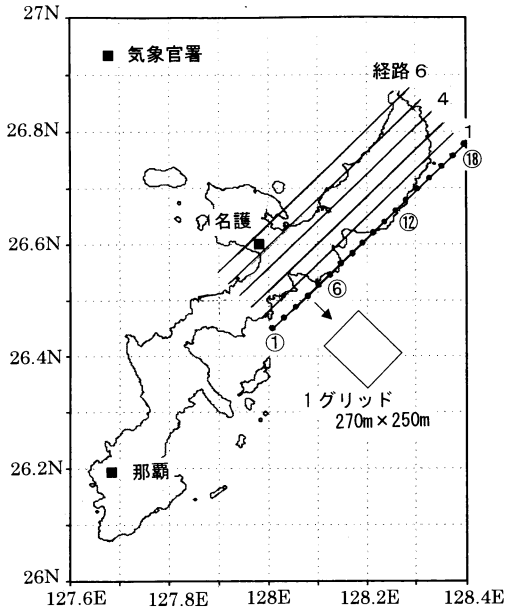 27N
■ 気象官署
経路 6
4
26.8N
1
⑱
名護
⑫
26.6N
⑥
①
26.4N
1 グリッド
270m×250m
26.2N
那覇
26N
127.6E 127.8E 128E 128.2E 128.4E